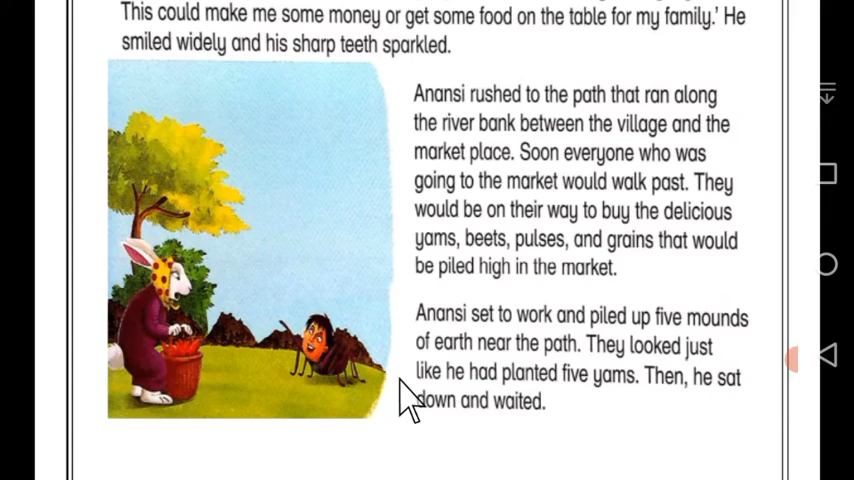 This could make me some money or get some food on the table for my family.’ He
smiled widely and his sharp teeth sparkled.
Anansi rushed to the path that ran along
the river bank between the village and the
market place. Soon everyone who was
going to the market would walk past. They
would be on their way to buy the delicious
yams, beets, pulses, and grains that would
be piled high in the market.
Anansi set to work and piled up five mounds
of earth near the path. They looked just
like he had planted five yams. Then, he sat
down and waited.